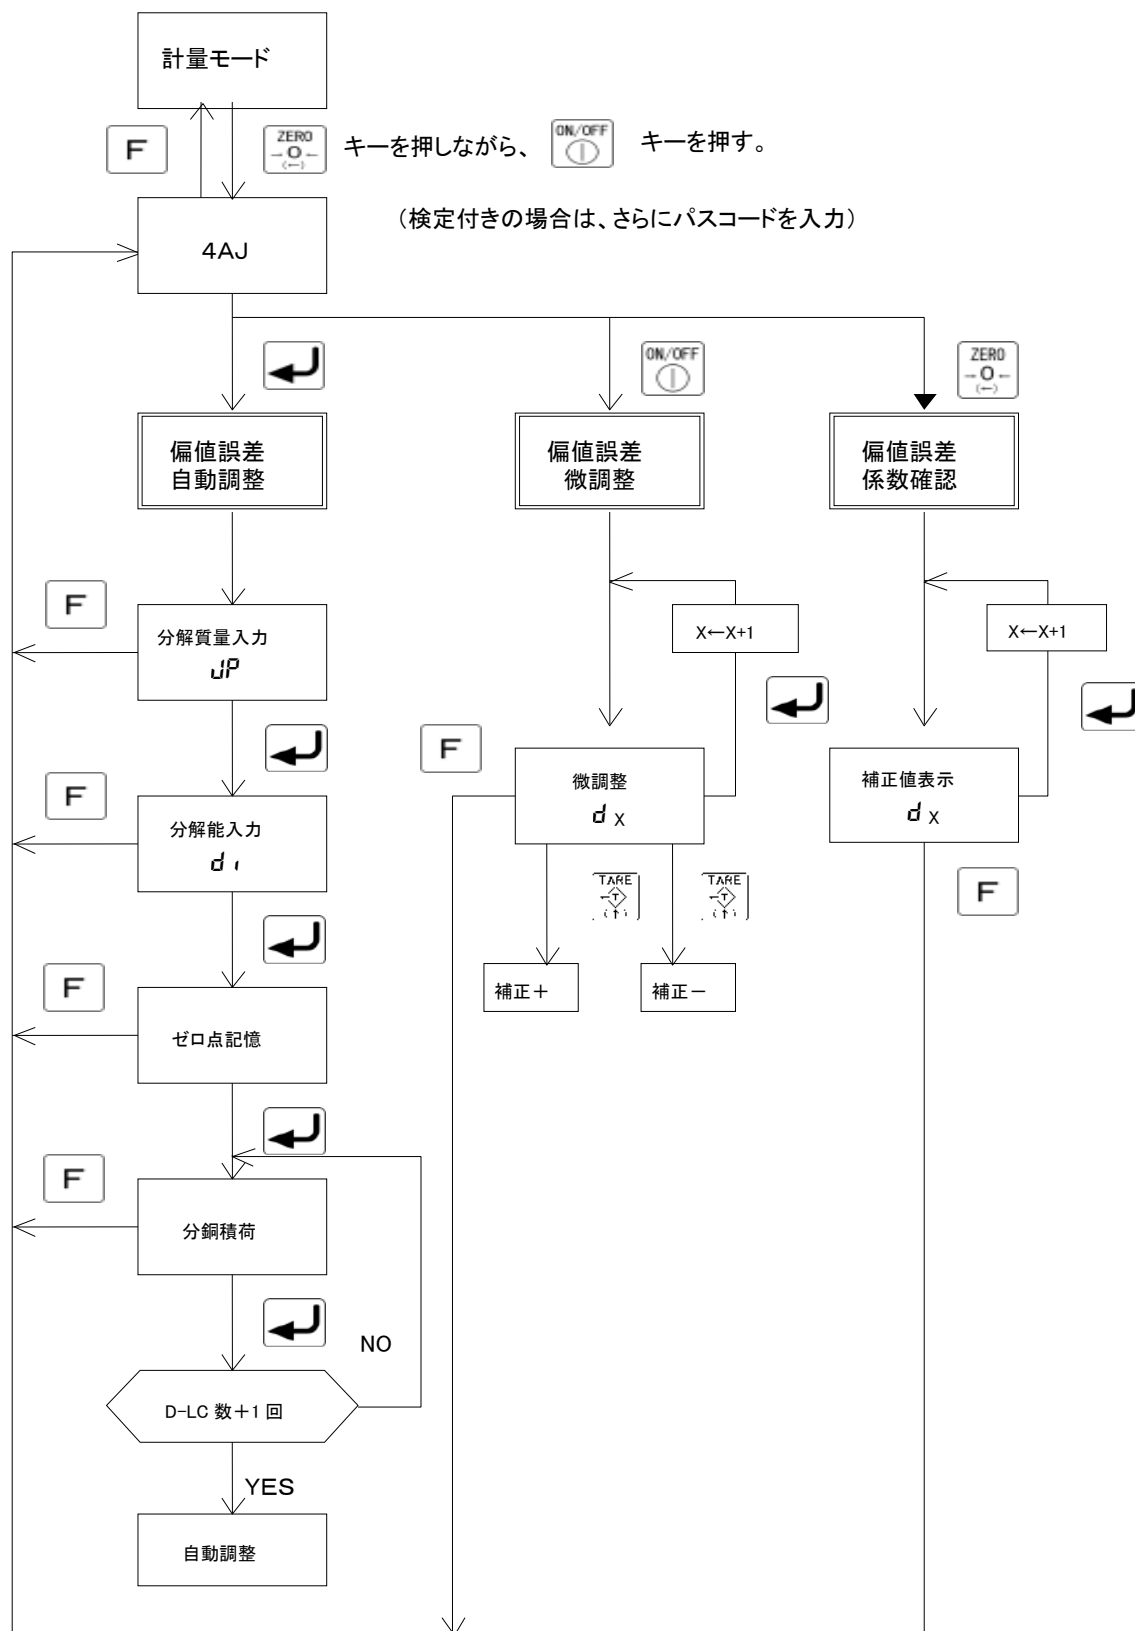 計量モード
F
ZERO
→O←
(←)
キーを押しながら、
ON/OFF
キーを押す。
(検定付きの場合は、さらにパスコードを入力)
4AJ
ON/OFF
ZERO
→O←
(←)
偏値誤差
自動調整
偏値誤差
微調整
偏値誤差
係数確認
F
分解質量入力
JP
X←X+1
X←X+1
F
分解能入力
di
F
微調整
d X
補正値表示
d X
TARE
←T
(↑)
TARE
←T
(↑)
F
F
ゼロ点記憶
補正+
補正-
F
分銅積荷
NO
D-LC 数+1 回
YES
自動調整